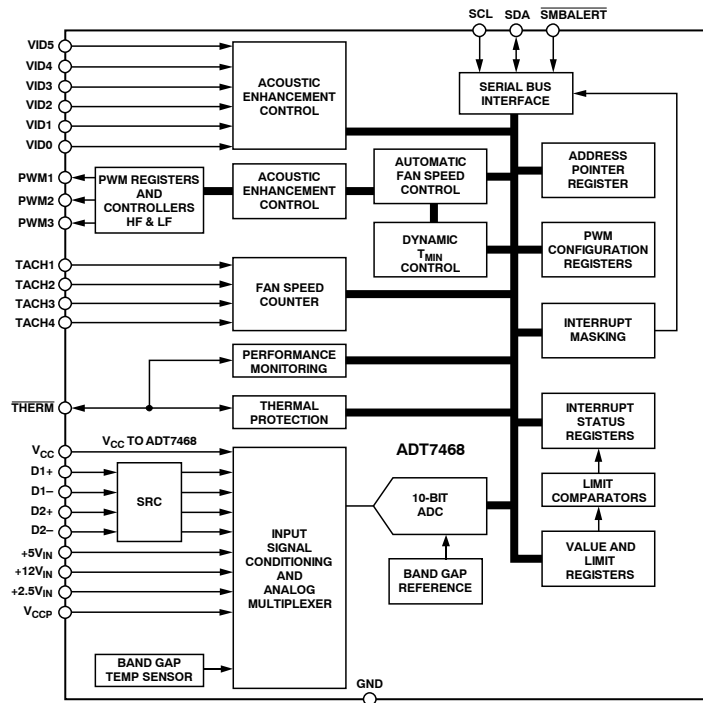 SCL SDA SMBALERT
VID5
VID4
VID3
VID2
VID1
VID0
ACOUSTIC
ENHANCEMENT
CONTROL
SERIAL BUS
INTERFACE
PWM1
PWM2
PWM3
PWM REGISTERS
AND
CONTROLLERS
HF & LF
ACOUSTIC
ENHANCEMENT
CONTROL
AUTOMATIC
FAN SPEED
CONTROL
ADDRESS
POINTER
REGISTER
DYNAMIC
TMIN
CONTROL
PWM
CONFIGURATION
REGISTERS
TACH1
TACH2
TACH3
TACH4
FAN SPEED
COUNTER
INTERRUPT
MASKING
PERFORMANCE
MONITORING
THERM
THERMAL
PROTECTION
INTERRUPT
STATUS
REGISTERS
VCC
VCC TO ADT7468
ADT7468
D1+
D1–
D2+
D2–
SRC
+5VIN
+12VIN
+2.5VIN
VCCP
INPUT
SIGNAL
CONDITIONING
AND
ANALOG
MULTIPLEXER
10-BIT
ADC
LIMIT
COMPARATORS
BAND GAP
REFERENCE
VALUE AND
LIMIT
REGISTERS
BAND GAP
TEMP SENSOR
GND